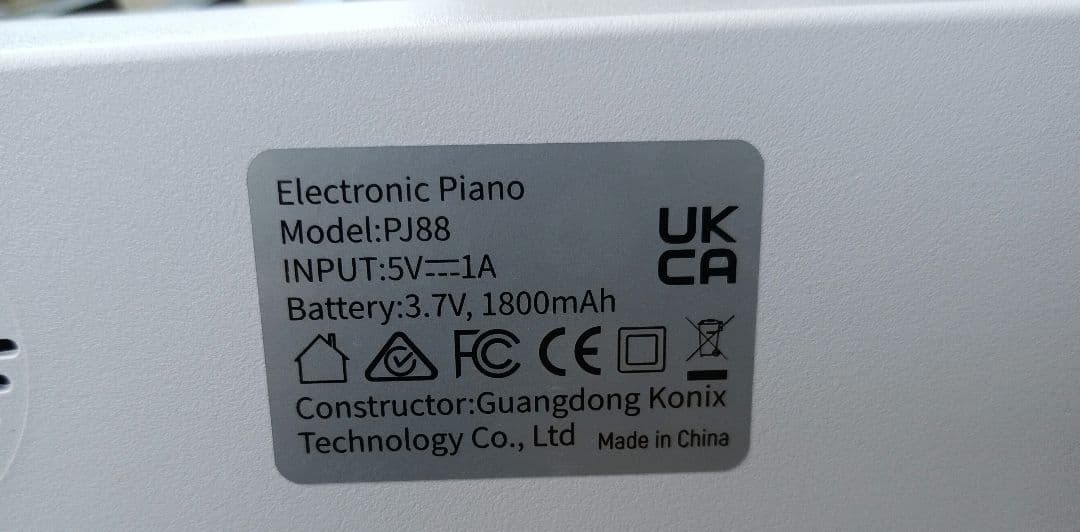 Electronic Piano
Model:PJ88
INPUT:5V⎓1A
Battery:3.7V, 1800mAh
UK
CA
FC CE
Constructor:Guangdong Konix
Technology Co., Ltd Made in China